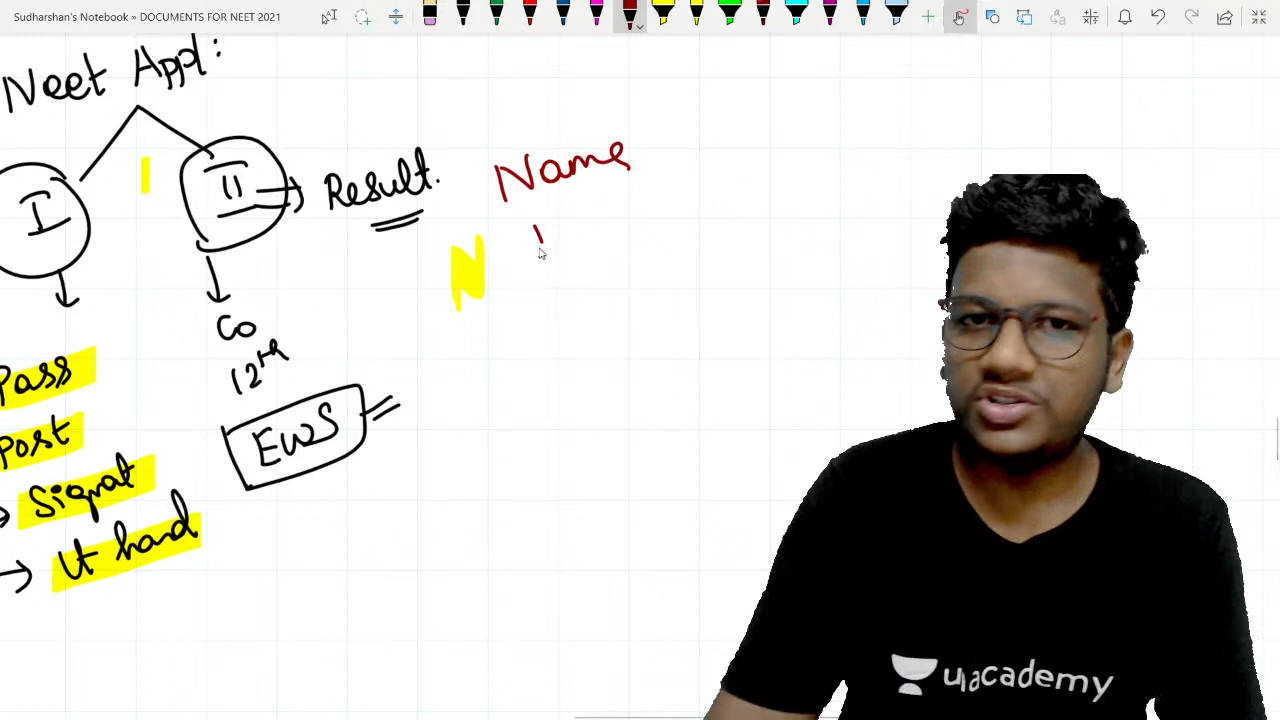 Sudharshan's Notebook » DOCUMENTS FOR NEET 2021
Neet Appl:
I
II
Result.
Name
N
Co
12th
EWS
Pass
Post
Signat
Lt hand
unacademy